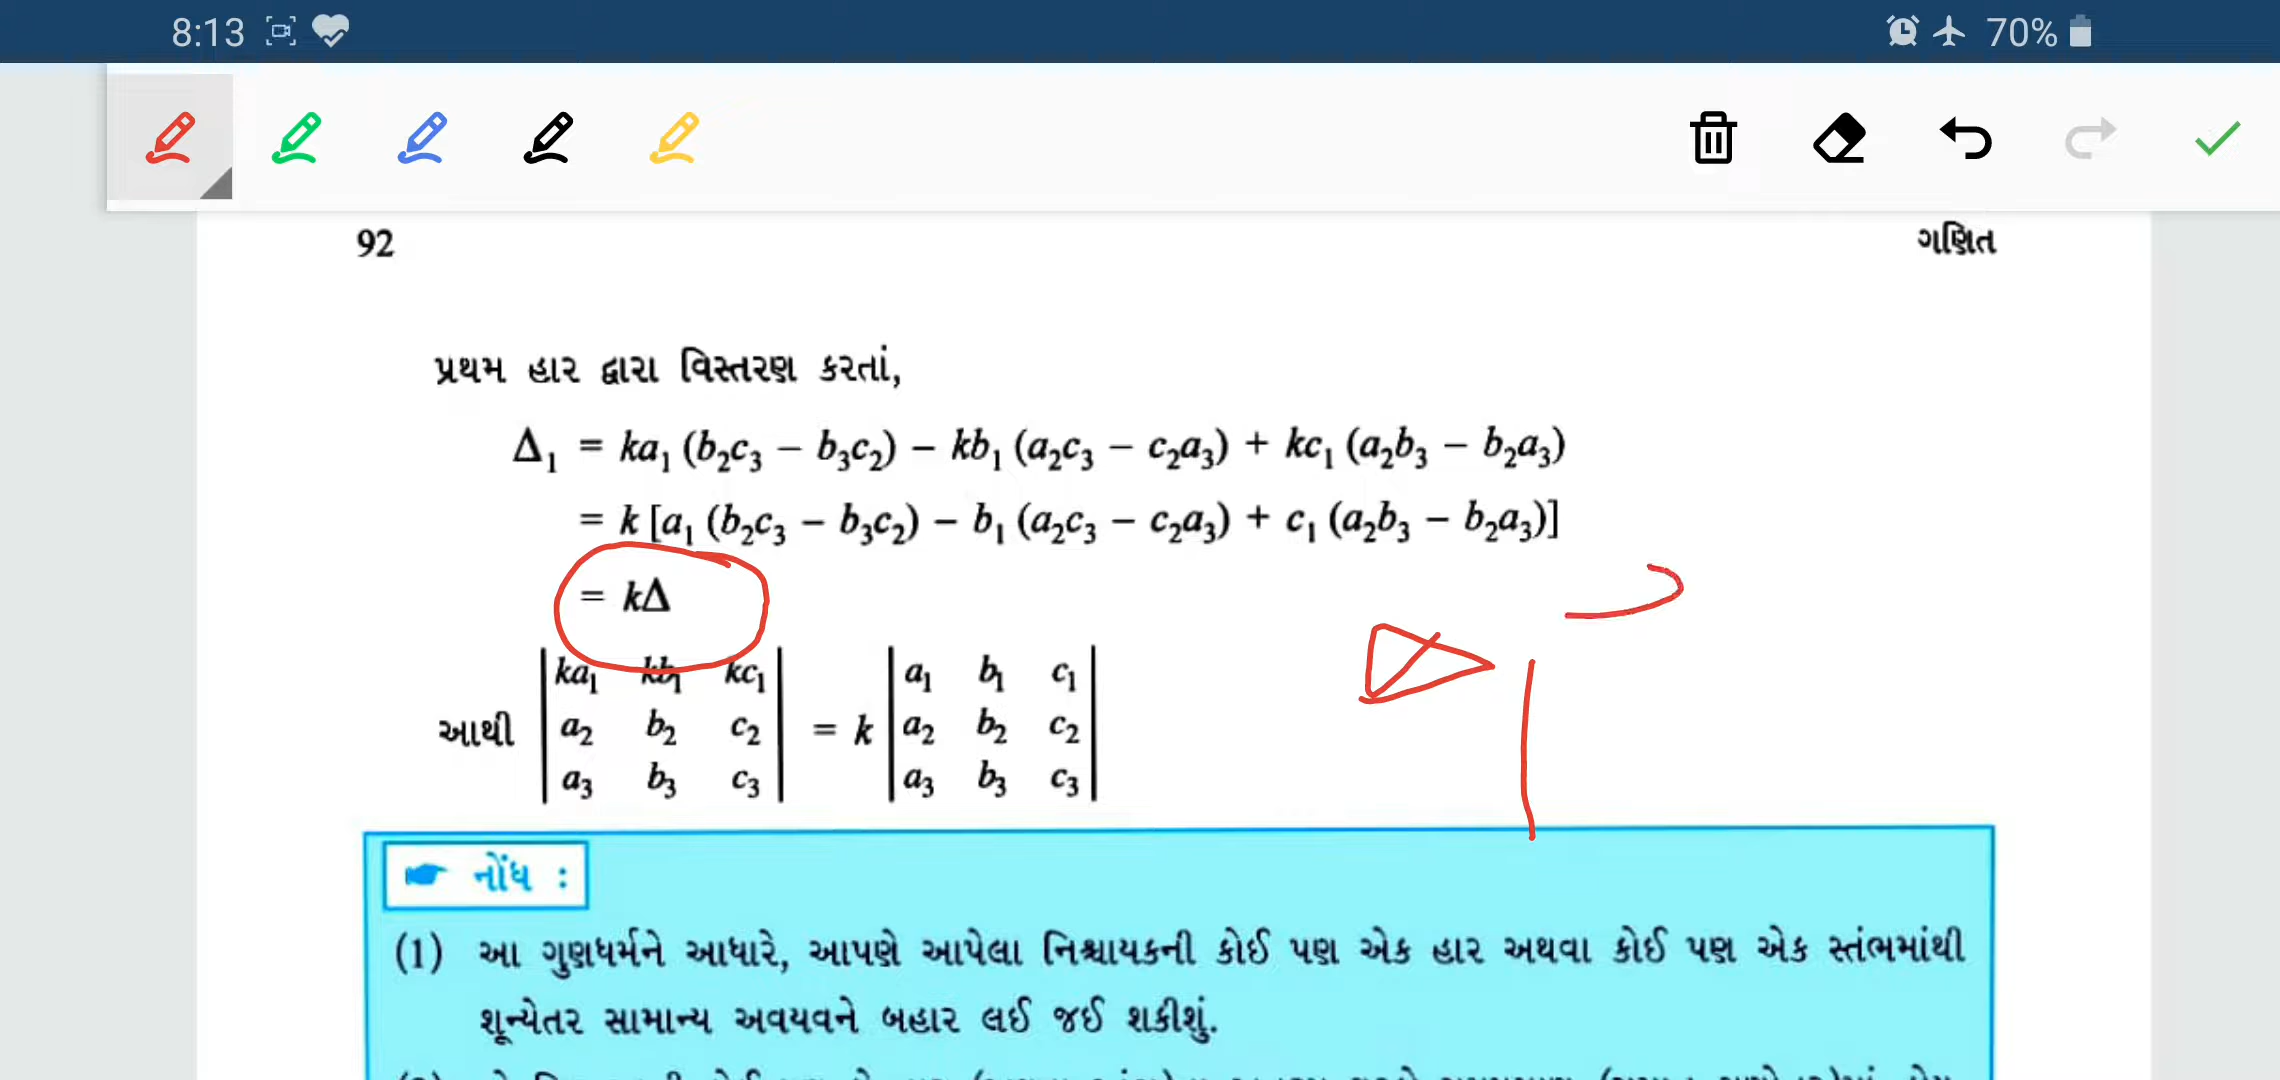 8:13 70%
92 ગણિત
પ્રથમ હાર દ્વારા વિસ્તરણ કરતાં,
Δ₁ = ka₁ (b₂c₃ – b₃c₂) – kb₁ (a₂c₃ – c₂a₃) + kc₁ (a₂b₃ – b₂a₃)
= k [a₁ (b₂c₃ – b₃c₂) – b₁ (a₂c₃ – c₂a₃) + c₁ (a₂b₃ – b₂a₃)]
= kΔ
ka₁ kb₁ kc₁ a₁ b₁ c₁
આથી a₂ b₂ c₂ = k a₂ b₂ c₂
a₃ b₃ c₃ a₃ b₃ c₃
નોંધ :
(1) આ ગુણધર્મને આધારે, આપણે આપેલા નિશ્ચાયકની કોઈ પણ એક હાર અથવા કોઈ પણ એક સ્તંભમાંથી
શૂન્યેતર સામાન્ય અવયવને બહાર લઈ જઈ શકીશું.